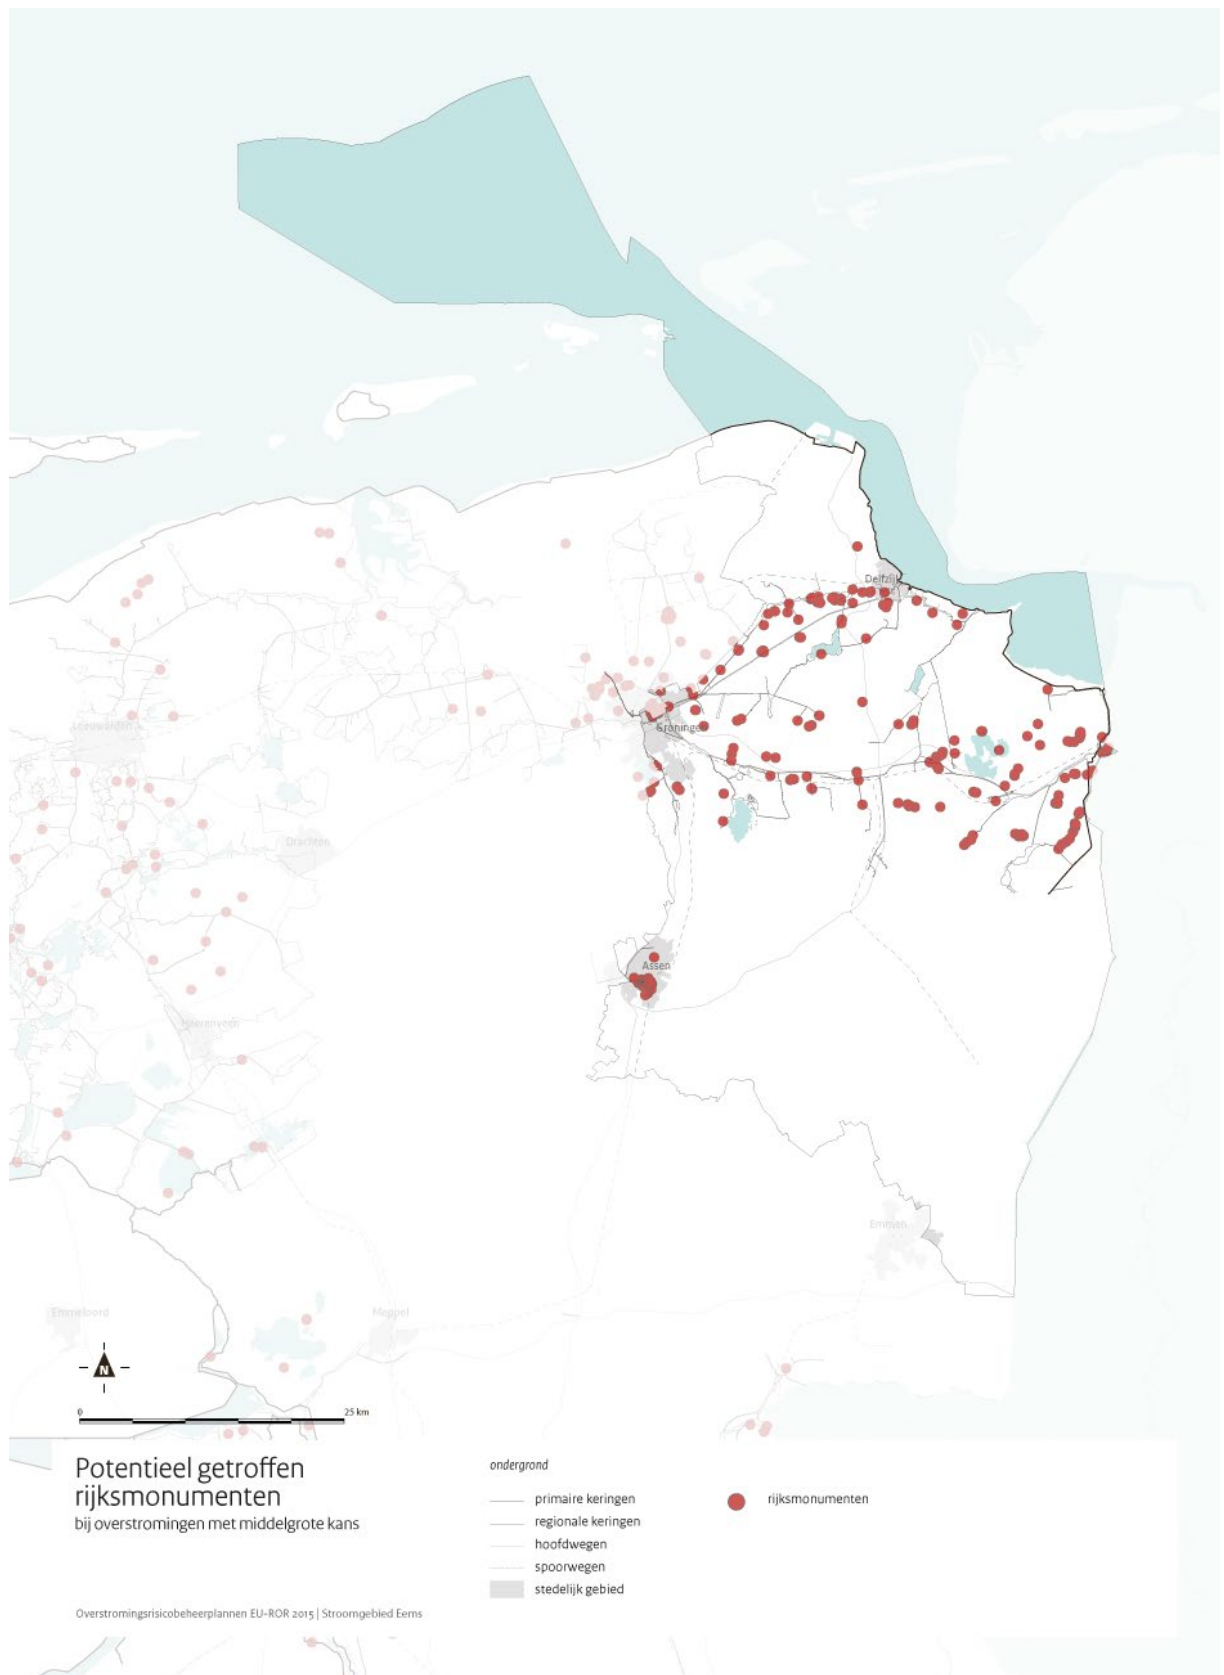 Delfzijl
Groningen
Leeuwarden
Drachten
Assen
Heerenveen
Emmen
Emmeloord
Meppel
N
0
25 km
Potentieel getroffen
rijksmonumenten
bij overstromingen met middelgrote kans
ondergrond
primaire keringen
regionale keringen
hoofdwegen
spoorwegen
stedelijk gebied
rijksmonumenten
Overstromingsrisicobeheerplannen EU-ROR 2015 | Stroomgebied Eems